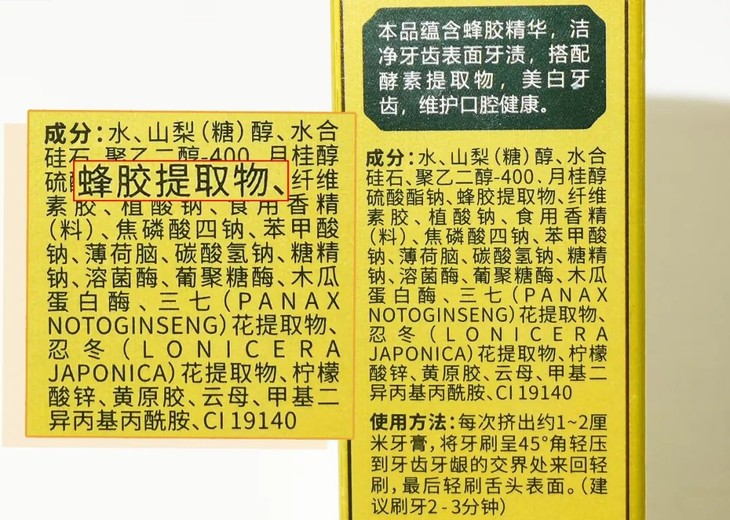 本品蕴含蜂胶精华，洁
净牙齿表面牙渍，搭配
酵素提取物，美白牙
齿，维护口腔健康。
成分：水、山梨（糖）醇、水合
硅石、聚乙二醇-400、月桂醇
硫
蜂胶提取物、
纤维
素胶、植酸钠、食用香精
（料）、焦磷酸四钠、苯甲酸
钠、薄荷脑、碳酸氢钠、糖精
钠、溶菌酶、葡聚糖酶、木瓜
蛋白酶、三七（PANAX
NOTOGINSENG）花提取物、
忍冬（LONICERA
JAPONICA）花提取物、柠檬
酸锌、黄原胶、云母、甲基二
异丙基丙酰胺、CI 19140
成分：水、山梨（糖）醇、水合
硅石、聚乙二醇-400、月桂醇
硫酸酯钠、蜂胶提取物、纤维
素胶、植酸钠、食用香精
（料）、焦磷酸四钠、苯甲酸
钠、薄荷脑、碳酸氢钠、糖精
钠、溶菌酶、葡聚糖酶、木瓜
蛋白酶、三七（PANAX
NOTOGINSENG）花提取物、
忍冬（LONICERA
JAPONICA）花提取物、柠檬
酸锌、黄原胶、云母、甲基二
异丙基丙酰胺、CI 19140
使用方法：每次挤出约1~2厘
米牙膏，将牙刷呈45°角轻压
到牙齿牙龈的交界处来回轻
刷，最后轻刷舌头表面。（建
议刷牙2-3分钟）